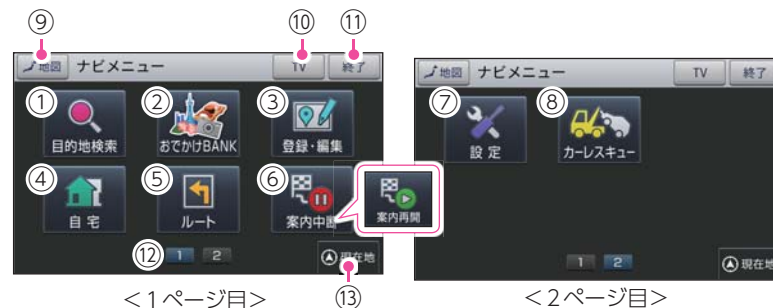 ⑨ ⑩ ⑪
地図 ナビメニュー TV 終了
地図 ナビメニュー TV 終了
① ② ③
目的地検索 おでかけBANK 登録・編集
⑦ ⑧
設定 カーレスキュー
④ ⑤ ⑥
自宅 ルート 案内中断 案内再開
⑫ 1 2 現在地
1 2 現在地
<1ページ目> ⑬
<2ページ目>